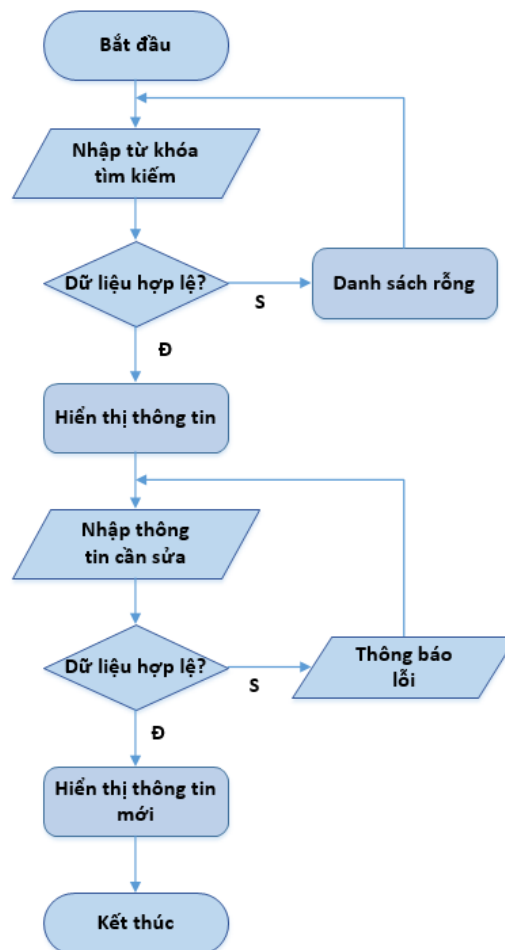 Bắt đầu
Nhập từ khóa
tìm kiếm
Dữ liệu hợp lệ?
S
Danh sách rỗng
Đ
Hiển thị thông tin
Nhập thông
tin cần sửa
Dữ liệu hợp lệ?
S
Thông báo
lỗi
Đ
Hiển thị thông tin
mới
Kết thúc